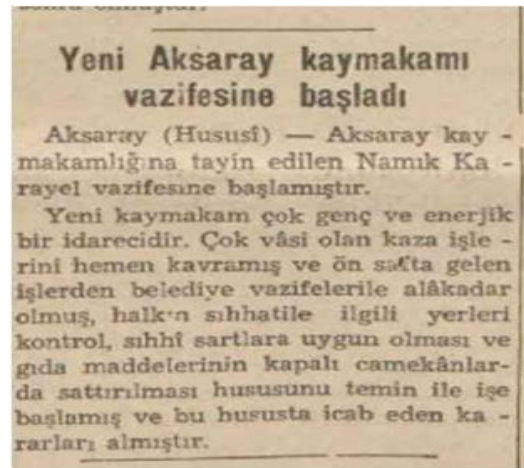 Yeni Aksaray kaymakamı
vazifesine başladı
Aksaray (Hususî) — Aksaray kay -
makamlığına tayin edilen Namık Ka -
rayel vazifesine başlamıştır.
Yeni kaymakam çok genç ve enerjik
bir idarecidir. Çok vâsi olan kaza işle -
rini hemen kavramış ve ön safta gelen
işlerden belediye vazifelerile alâkadar
olmuş, halkın sıhhatile ilgili yerleri
kontrol, sıhhî sartlara uygun olması ve
gıda maddelerinin kapalı camekânlar-
da sattırılması hususunu temin ile işe
başlamış ve bu hususta icab eden ka -
rarları almıştır.